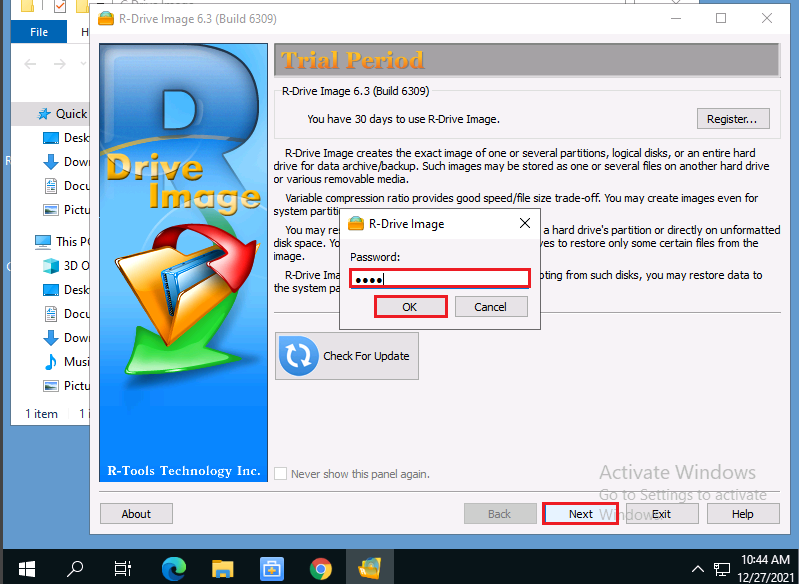 R-Drive Image 6.3 (Build 6309)
File
H
Quick
Desk
Down
Docu
Pictu
This PC
3D O
Desk
Docu
Down
Musi
Pictu
1 item
1 i
Drive
Image
R-Tools Technology Inc.
Trial Period
R-Drive Image 6.3 (Build 6309)
You have 30 days to use R-Drive Image.
Register...
R-Drive Image creates the exact image of one or several partitions, logical disks, or an entire hard
drive for data archive/backup. Such images may be stored as one or several files on another hard drive
or various removable media.
Variable compression ratio provides good speed/file size trade-off. You may create images even for
system partiti
You may res a hard drive's partition or directly on unformatted
disk space. Yo ves to restore only some certain files from the
image.
R-Drive Ima oting from such disks, you may restore data to
the system pa
R-Drive Image
Password:
●●●●
OK
Cancel
Check For Update
Never show this panel again.
Activate Windows
Go to Settings to activate
Windows.
About
Back
Next
Exit
Help
10:44 AM
12/27/2021